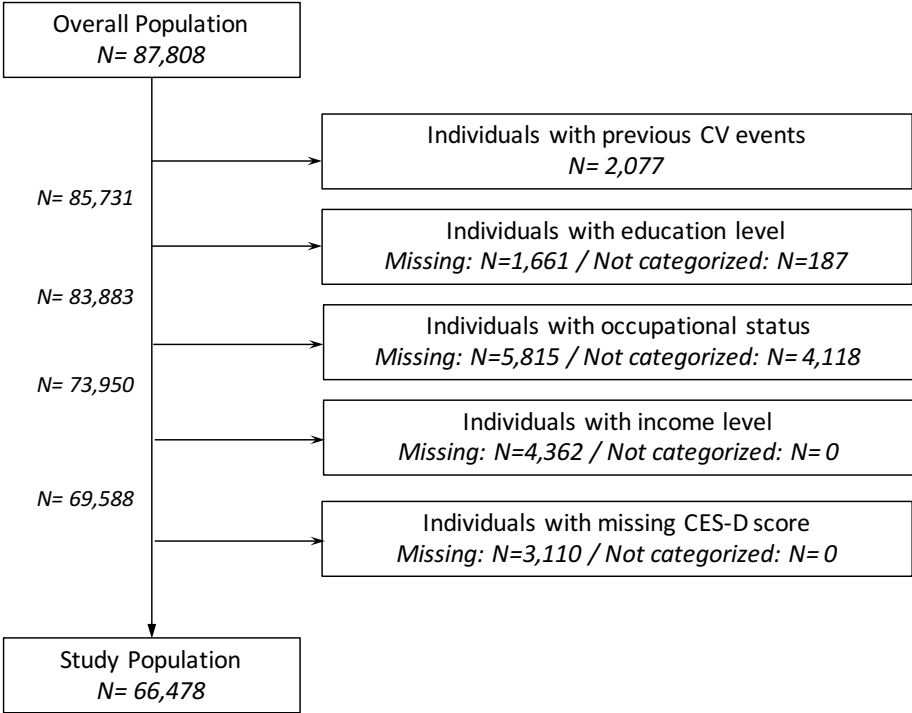 Overall Population
N= 87,808
Individuals with previous CV events
N= 2,077
N= 85,731
Individuals with education level
Missing: N=1,661 / Not categorized: N=187
N= 83,883
Individuals with occupational status
Missing: N=5,815 / Not categorized: N= 4,118
N= 73,950
Individuals with income level
Missing: N=4,362 / Not categorized: N= 0
N= 69,588
Individuals with missing CES-D score
Missing: N=3,110 / Not categorized: N= 0
Study Population
N= 66,478